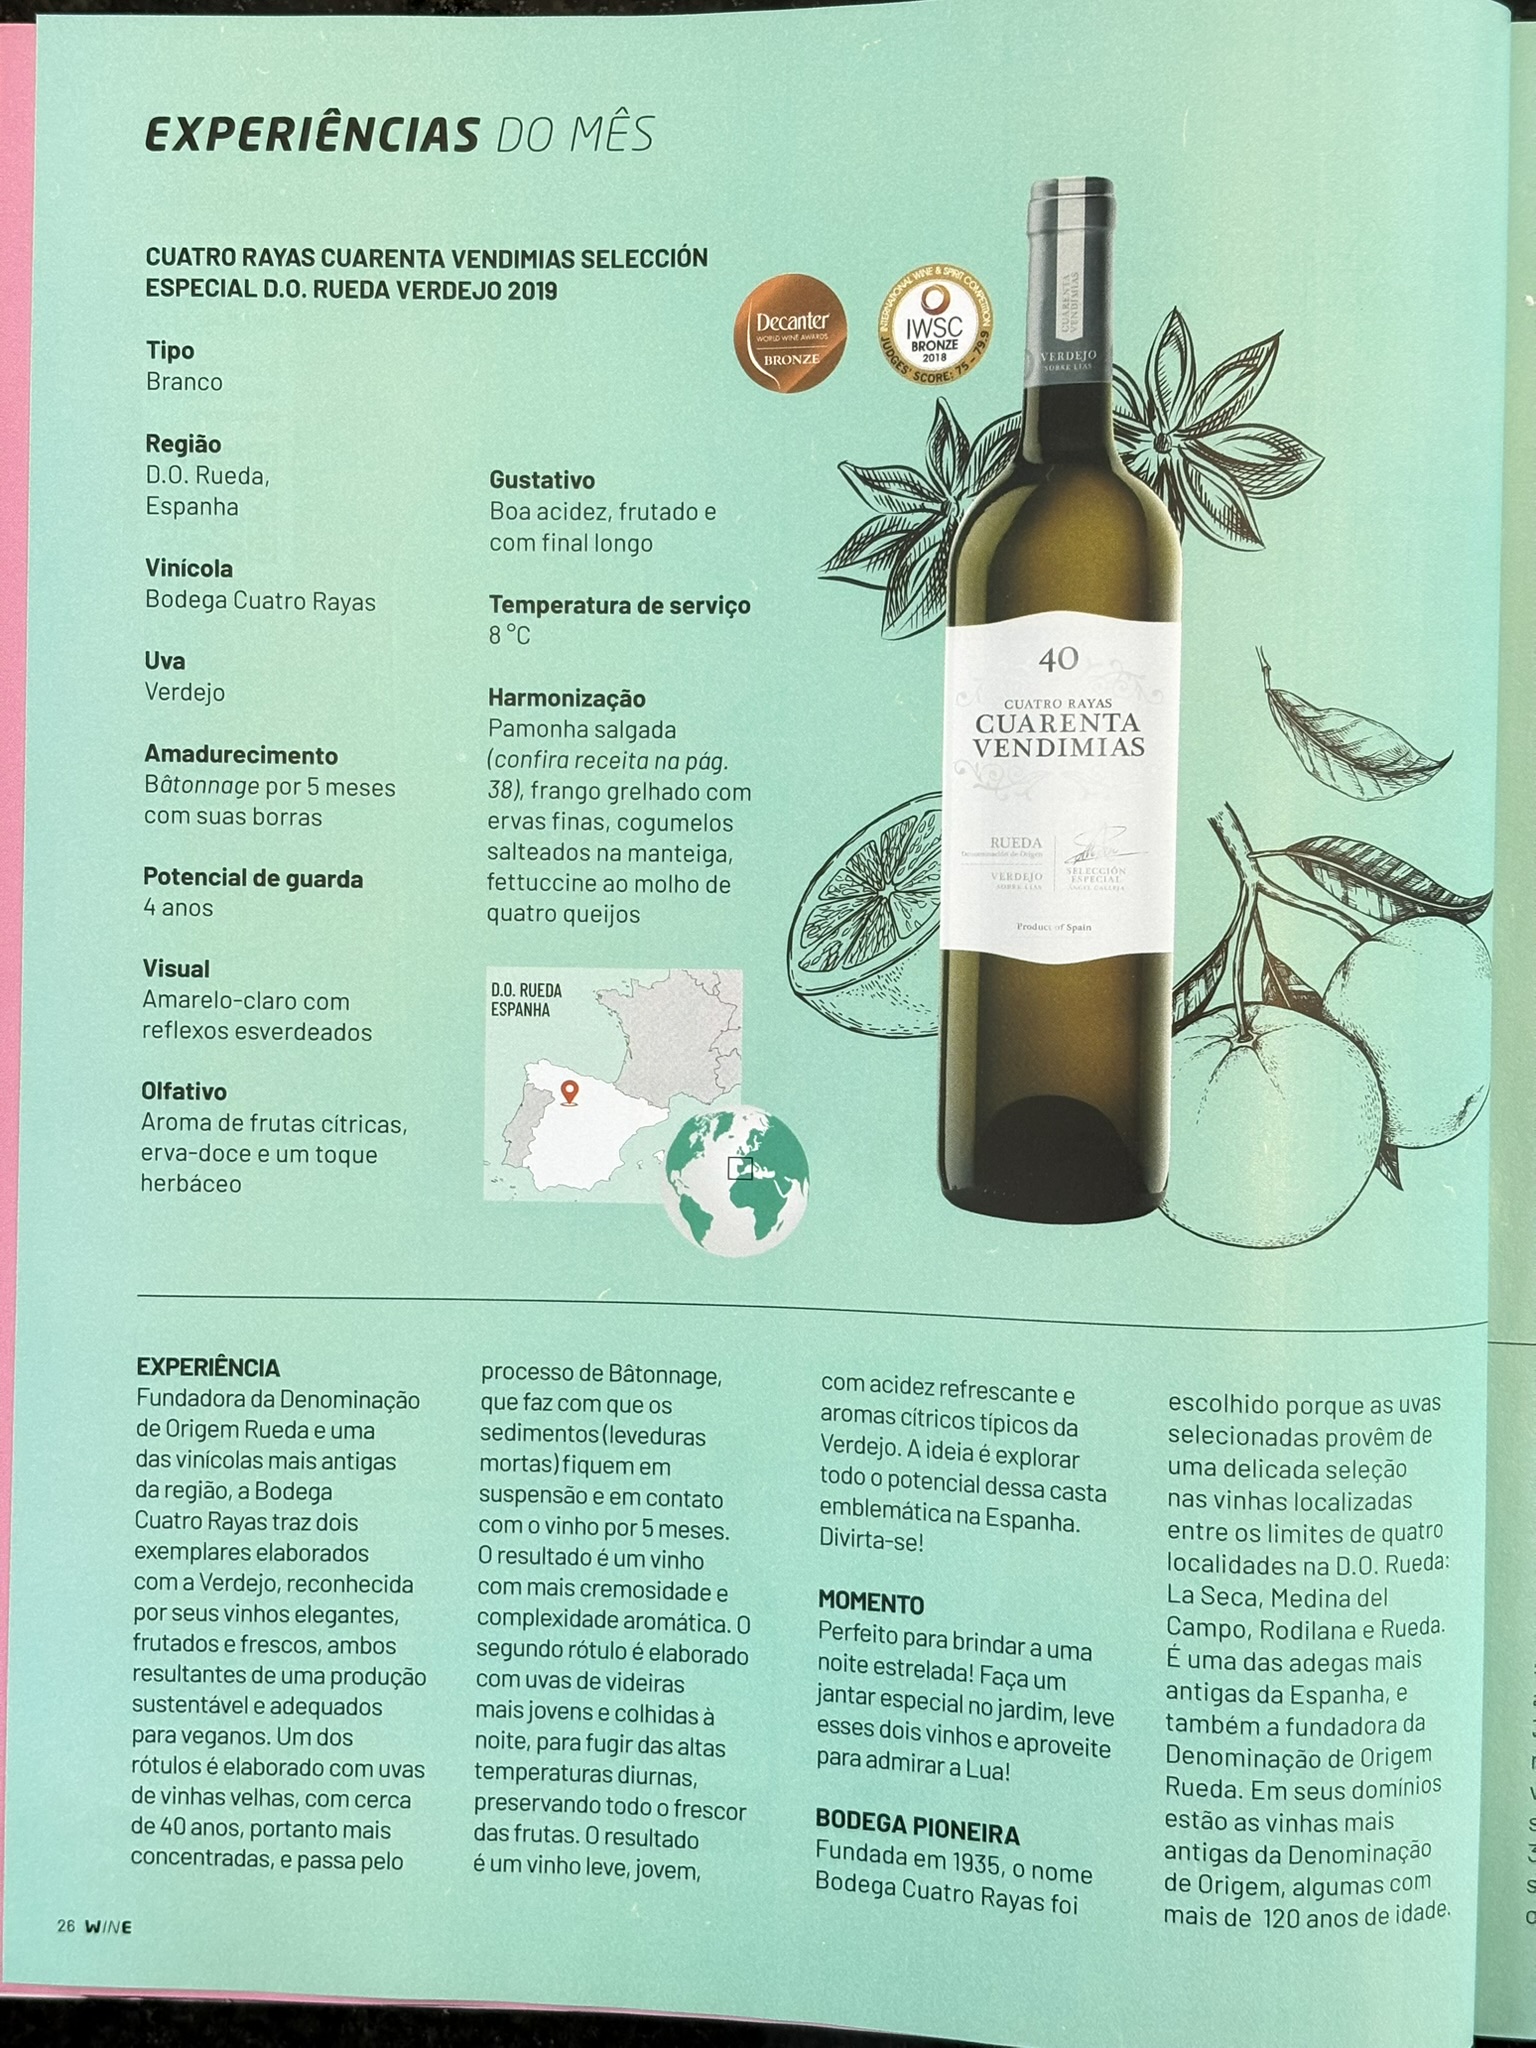 EXPERIÊNCIAS DO MÊS
CUATRO RAYAS CUARENTA VENDIMIAS SELECCIÓN
ESPECIAL D.O. RUEDA VERDEJO 2019
Tipo
Branco
Região
D.O. Rueda,
Espanha
Vinícola
Bodega Cuatro Rayas
Uva
Verdejo
Amadurecimento
Bâtonnage por 5 meses
com suas borras
Potencial de guarda
4 anos
Visual
Amarelo-claro com
reflexos esverdeados
Olfativo
Aroma de frutas cítricas,
erva-doce e um toque
herbáceo
Gustativo
Boa acidez, frutado e
com final longo
Temperatura de serviço
8 °C
Harmonização
Pamonha salgada
(confira receita na pág.
38), frango grelhado com
ervas finas, cogumelos
salteados na manteiga,
fettuccine ao molho de
quatro queijos
D.O. RUEDA
ESPANHA
Decanter
WORLD WINE AWARDS
BRONZE
INTERNATIONAL WINE & SPIRIT COMPETITION
IWSC
BRONZE
2018
JUDGES' SCORE: 75 - 79.9
CUARENTA
VENDIMIAS
VERDEJO
SOBRE LÍAS
40
CUATRO RAYAS
CUARENTA
VENDIMIAS
RUEDA
Denominación de Origen
VERDEJO
SOBRE LÍAS
SELECCIÓN
ESPECIAL
ÁNGEL CALLEJA
Product of Spain
EXPERIÊNCIA
Fundadora da Denominação
de Origem Rueda e uma
das vinícolas mais antigas
da região, a Bodega
Cuatro Rayas traz dois
exemplares elaborados
com a Verdejo, reconhecida
por seus vinhos elegantes,
frutados e frescos, ambos
resultantes de uma produção
sustentável e adequados
para veganos. Um dos
rótulos é elaborado com uvas
de vinhas velhas, com cerca
de 40 anos, portanto mais
concentradas, e passa pelo
processo de Bâtonnage,
que faz com que os
sedimentos (leveduras
mortas) fiquem em
suspensão e em contato
com o vinho por 5 meses.
O resultado é um vinho
com mais cremosidade e
complexidade aromática. O
segundo rótulo é elaborado
com uvas de videiras
mais jovens e colhidas à
noite, para fugir das altas
temperaturas diurnas,
preservando todo o frescor
das frutas. O resultado
é um vinho leve, jovem,
com acidez refrescante e
aromas cítricos típicos da
Verdejo. A ideia é explorar
todo o potencial dessa casta
emblemática na Espanha.
Divirta-se!
MOMENTO
Perfeito para brindar a uma
noite estrelada! Faça um
jantar especial no jardim, leve
esses dois vinhos e aproveite
para admirar a Lua!
BODEGA PIONEIRA
Fundada em 1935, o nome
Bodega Cuatro Rayas foi
escolhido porque as uvas
selecionadas provêm de
uma delicada seleção
nas vinhas localizadas
entre os limites de quatro
localidades na D.O. Rueda:
La Seca, Medina del
Campo, Rodilana e Rueda.
É uma das adegas mais
antigas da Espanha, e
também a fundadora da
Denominação de Origem
Rueda. Em seus domínios
estão as vinhas mais
antigas da Denominação
de Origem, algumas com
mais de 120 anos de idade.
26 WINE